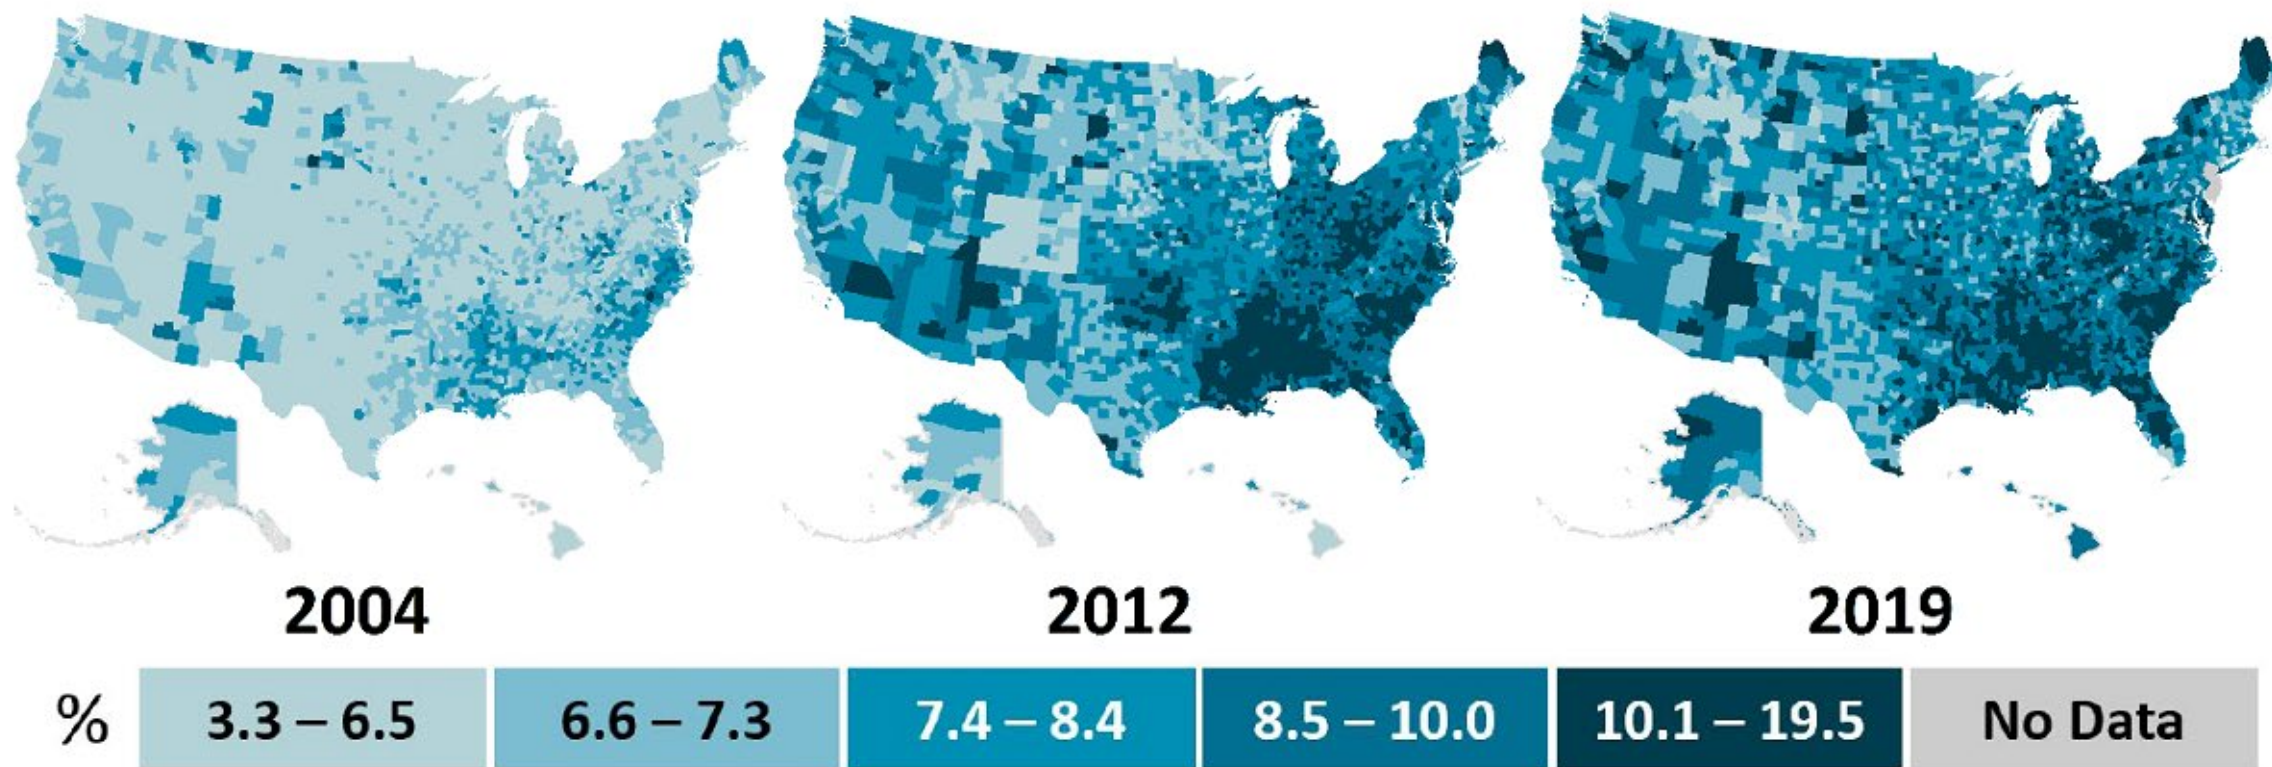 2004 2012 2019
% 3.3 – 6.5 6.6 – 7.3 7.4 – 8.4 8.5 – 10.0 10.1 – 19.5 No Data